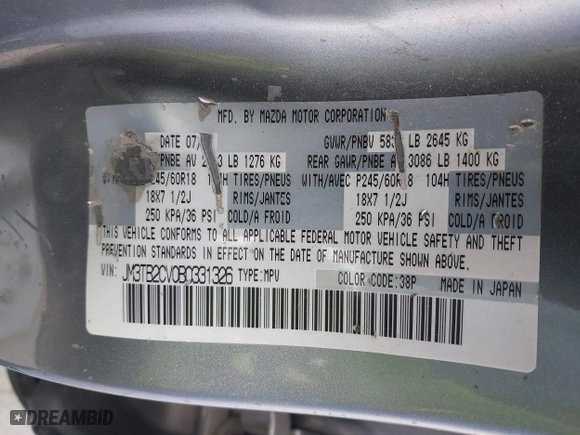 MFD. BY MAZDA MOTOR CORPORATION
DATE 07/ GVWR/PNBV LB 2645 KG
/PNBE AV LB 1276 KG REAR GAWR/PNBE A 3086 LB 1400 KG
245/60R18 104H TIRES/PNEUS WITH/AVEC P245/60R18 104H TIRES/PNEUS
18X7 1/2J RIMS/JANTES 18X7 1/2J RIMS/JANTES
250 KPA/36 PSI COLD/A FROID 250 KPA/36 PSI COLD/A FROID
THIS VEHICLE CONFORMS TO ALL APPLICABLE FEDERAL MOTOR VEHICLE SAFETY AND THEFT
PREVENTION STANDARDS IN EFFECT ON THE DATE OF MANUFACTURE SHOWN ABOVE.
VIN: JM3TB2CV0B0331326 TYPE: MPV COLOR CODE: 38P MADE IN JAPAN
DREAMBID